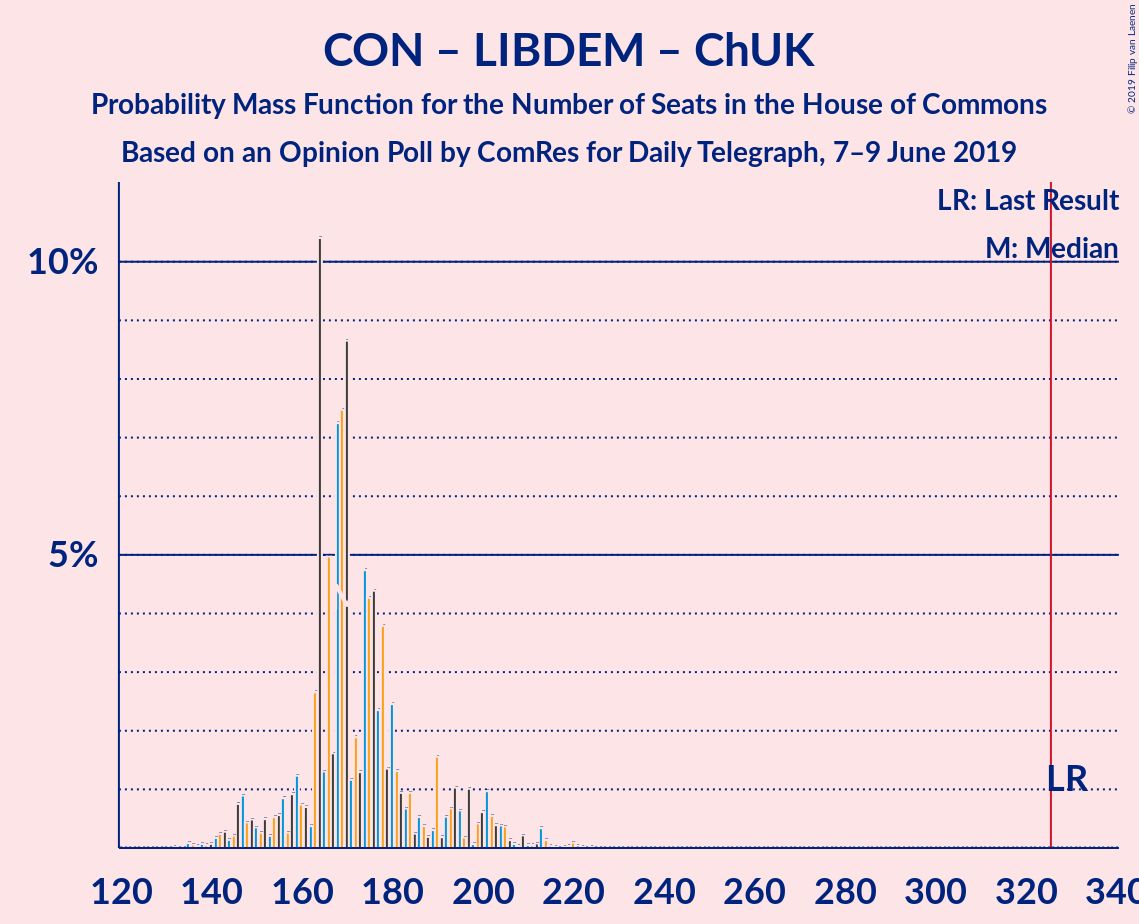 CON – LIBDEM – ChUK
Probability Mass Function for the Number of Seats in the House of Commons
Based on an Opinion Poll by ComRes for Daily Telegraph, 7–9 June 2019
© 2019 Filip van Laenen
LR: Last Result
M: Median
10%
5%
LR
120 140 160 180 200 220 240 260 280 300 320 340